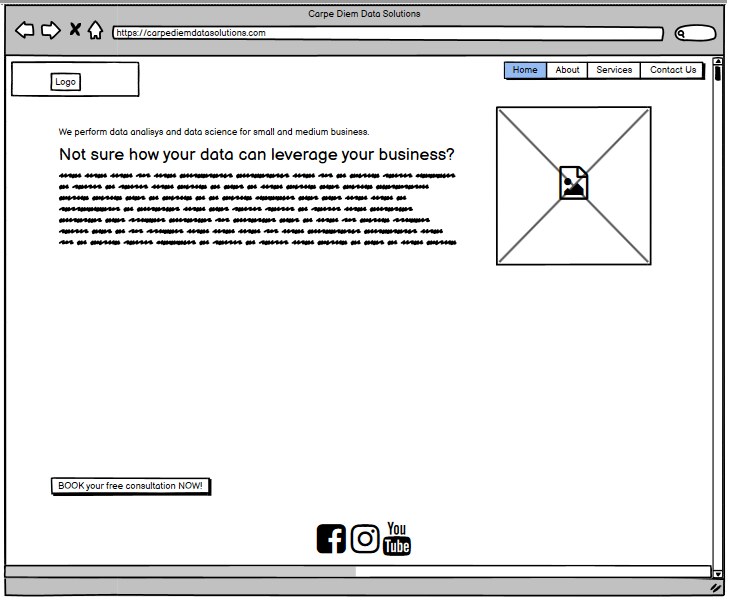 Carpe Diem Data Solutions
https://carpediemdatasolutions.com
Logo
Home About Services Contact Us
We perform data analisys and data science for small and medium business.
Not sure how your data can leverage your business?
BOOK your free consultation NOW!
You
Tube